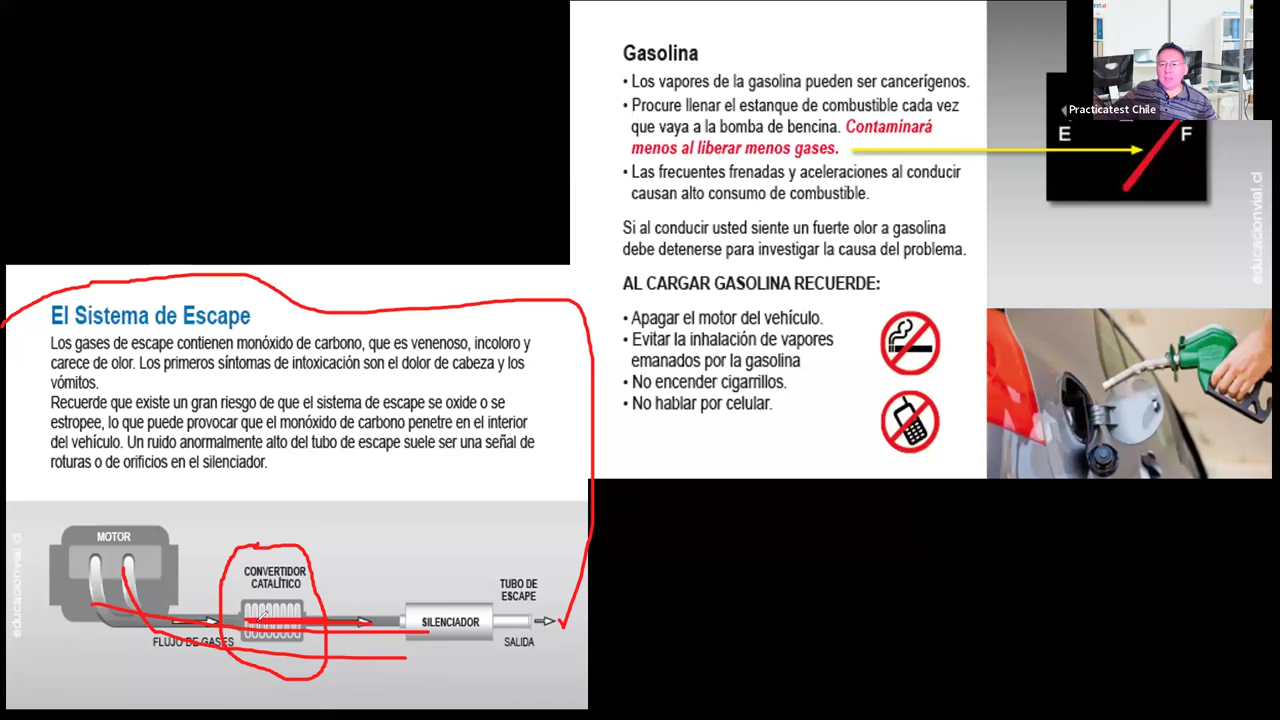 Gasolina
• Los vapores de la gasolina pueden ser cancerígenos.
• Procure llenar el estanque de combustible cada vez
que vaya a la bomba de bencina. Contaminará
menos al liberar menos gases.
• Las frecuentes frenadas y aceleraciones al conducir
causan alto consumo de combustible.
Si al conducir usted siente un fuerte olor a gasolina
debe detenerse para investigar la causa del problema.
AL CARGAR GASOLINA RECUERDE:
• Apagar el motor del vehículo.
• Evitar la inhalación de vapores
emanados por la gasolina
• No encender cigarrillos.
• No hablar por celular.
Practicatest Chile
E
F
educacionvial.cl
El Sistema de Escape
Los gases de escape contienen monóxido de carbono, que es venenoso, incoloro y
carece de olor. Los primeros síntomas de intoxicación son el dolor de cabeza y los
vómitos.
Recuerde que existe un gran riesgo de que el sistema de escape se oxide o se
estropee, lo que puede provocar que el monóxido de carbono penetre en el interior
del vehículo. Un ruido anormalmente alto del tubo de escape suele ser una señal de
roturas o de orificios en el silenciador.
MOTOR
CONVERTIDOR
CATALÍTICO
TUBO DE
ESCAPE
SILENCIADOR
FLUJO DE GASES
SALIDA
educacionvial.cl